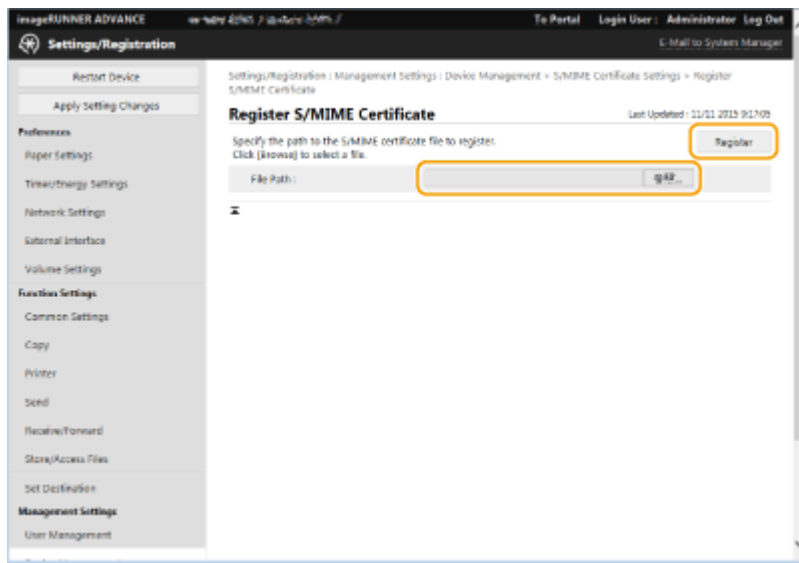 imageRUNNER ADVANCE
To Portal Login User : Administrator Log Out
Settings/Registration
E-Mail to System Manager
Restart Device
Apply Setting Changes
Preferences
Paper Settings
Timer/Energy Settings
Network Settings
External Interface
Volume Settings
Function Settings
Common Settings
Copy
Printer
Send
Receive/Forward
Store/Access Files
Set Destination
Management Settings
User Management
Settings/Registration : Management Settings : Device Management > S/MIME Certificate Settings > Register
S/MIME Certificate
Register S/MIME Certificate
Last Updated : 11/11 2015 9:17:05
Specify the path to the S/MIME certificate file to register.
Click [Browse] to select a file.
Register
File Path :